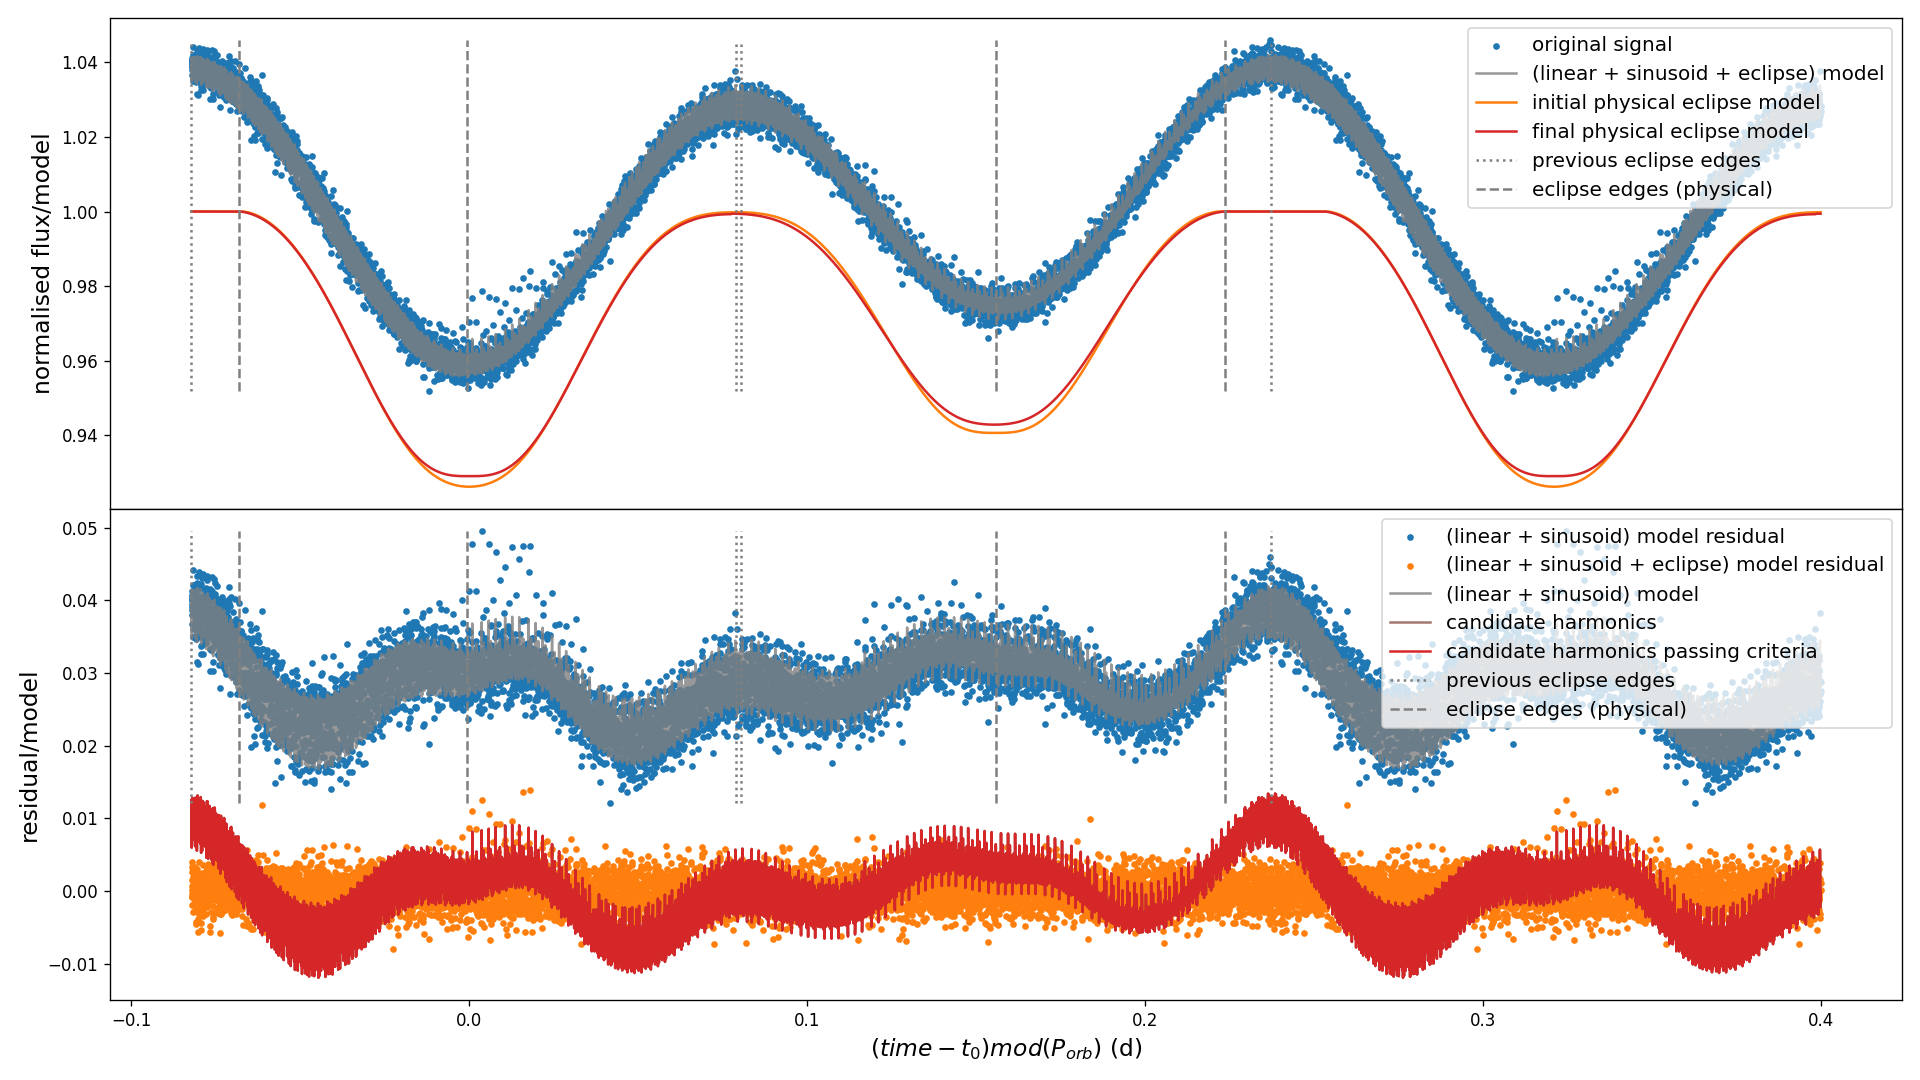 normalised flux/model
1.04
1.02
1.00
0.98
0.96
0.94
original signal
(linear + sinusoid + eclipse) model
initial physical eclipse model
final physical eclipse model
previous eclipse edges
eclipse edges (physical)
residual/model
0.05
0.04
0.03
0.02
0.01
0.00
−0.01
(linear + sinusoid) model residual
(linear + sinusoid + eclipse) model residual
(linear + sinusoid) model
candidate harmonics
candidate harmonics passing criteria
previous eclipse edges
eclipse edges (physical)
−0.1 0.0 0.1 0.2 0.3 0.4
(time − t₀)mod(P_orb) (d)